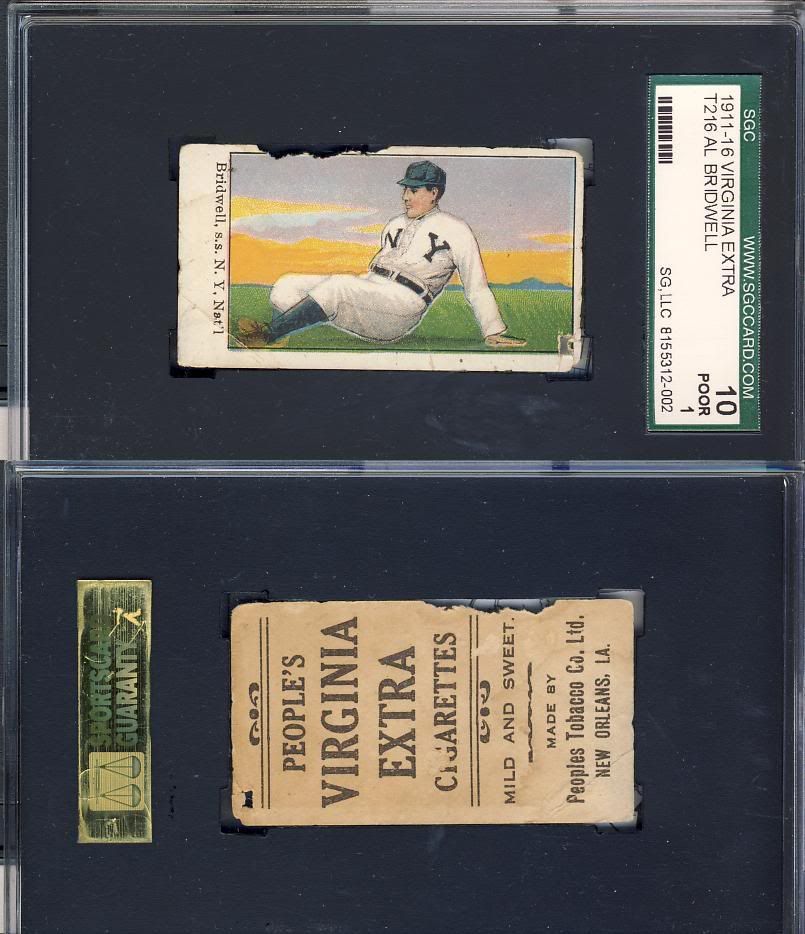 SGC WWW.SGCCARD.COM
1911-16 VIRGINIA EXTRA
T216 AL BRIDWELL
10
POOR
1
SG,LLC 8155312-002
N Y
Bridwell, s.s. N. Y. Nat'l
SPORTSCARD
GUARANTY
PEOPLE'S
VIRGINIA
EXTRA
CIGARETTES
MILD AND SWEET.
MADE BY
Peoples Tobacco Co. Ltd.
NEW ORLEANS, LA.